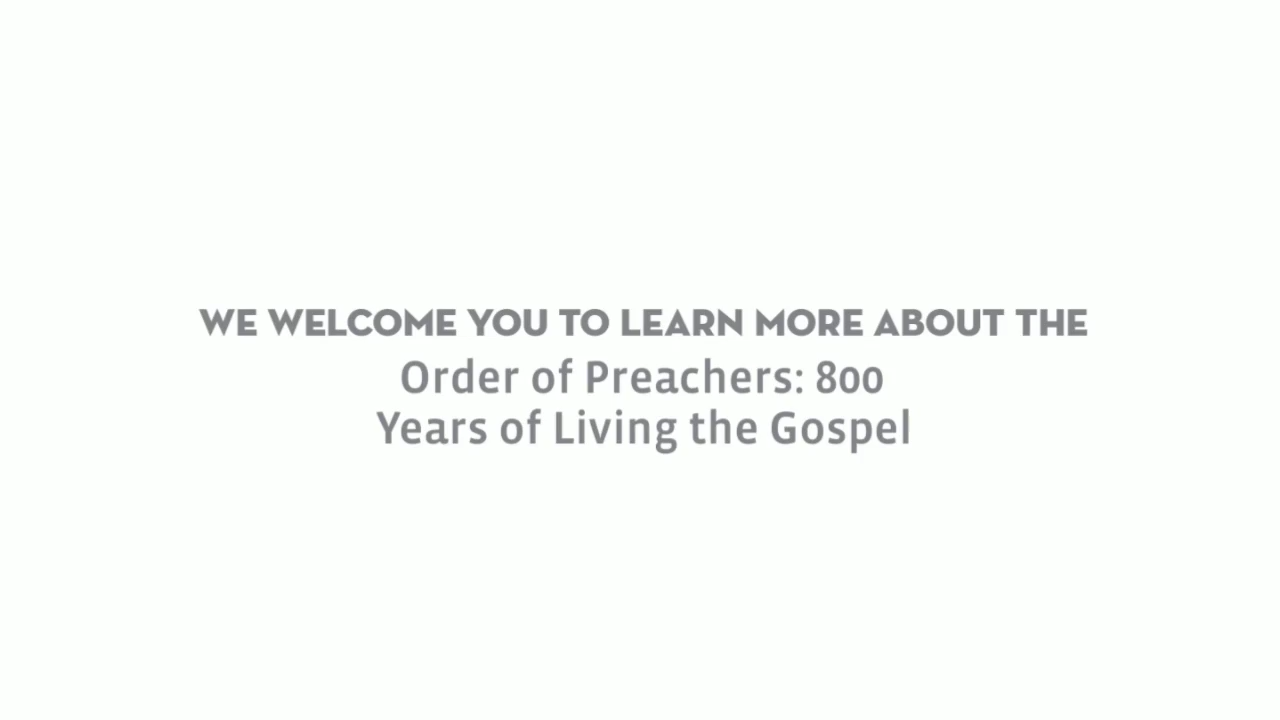 WE WELCOME YOU TO LEARN MORE ABOUT THE
Order of Preachers: 800
Years of Living the Gospel